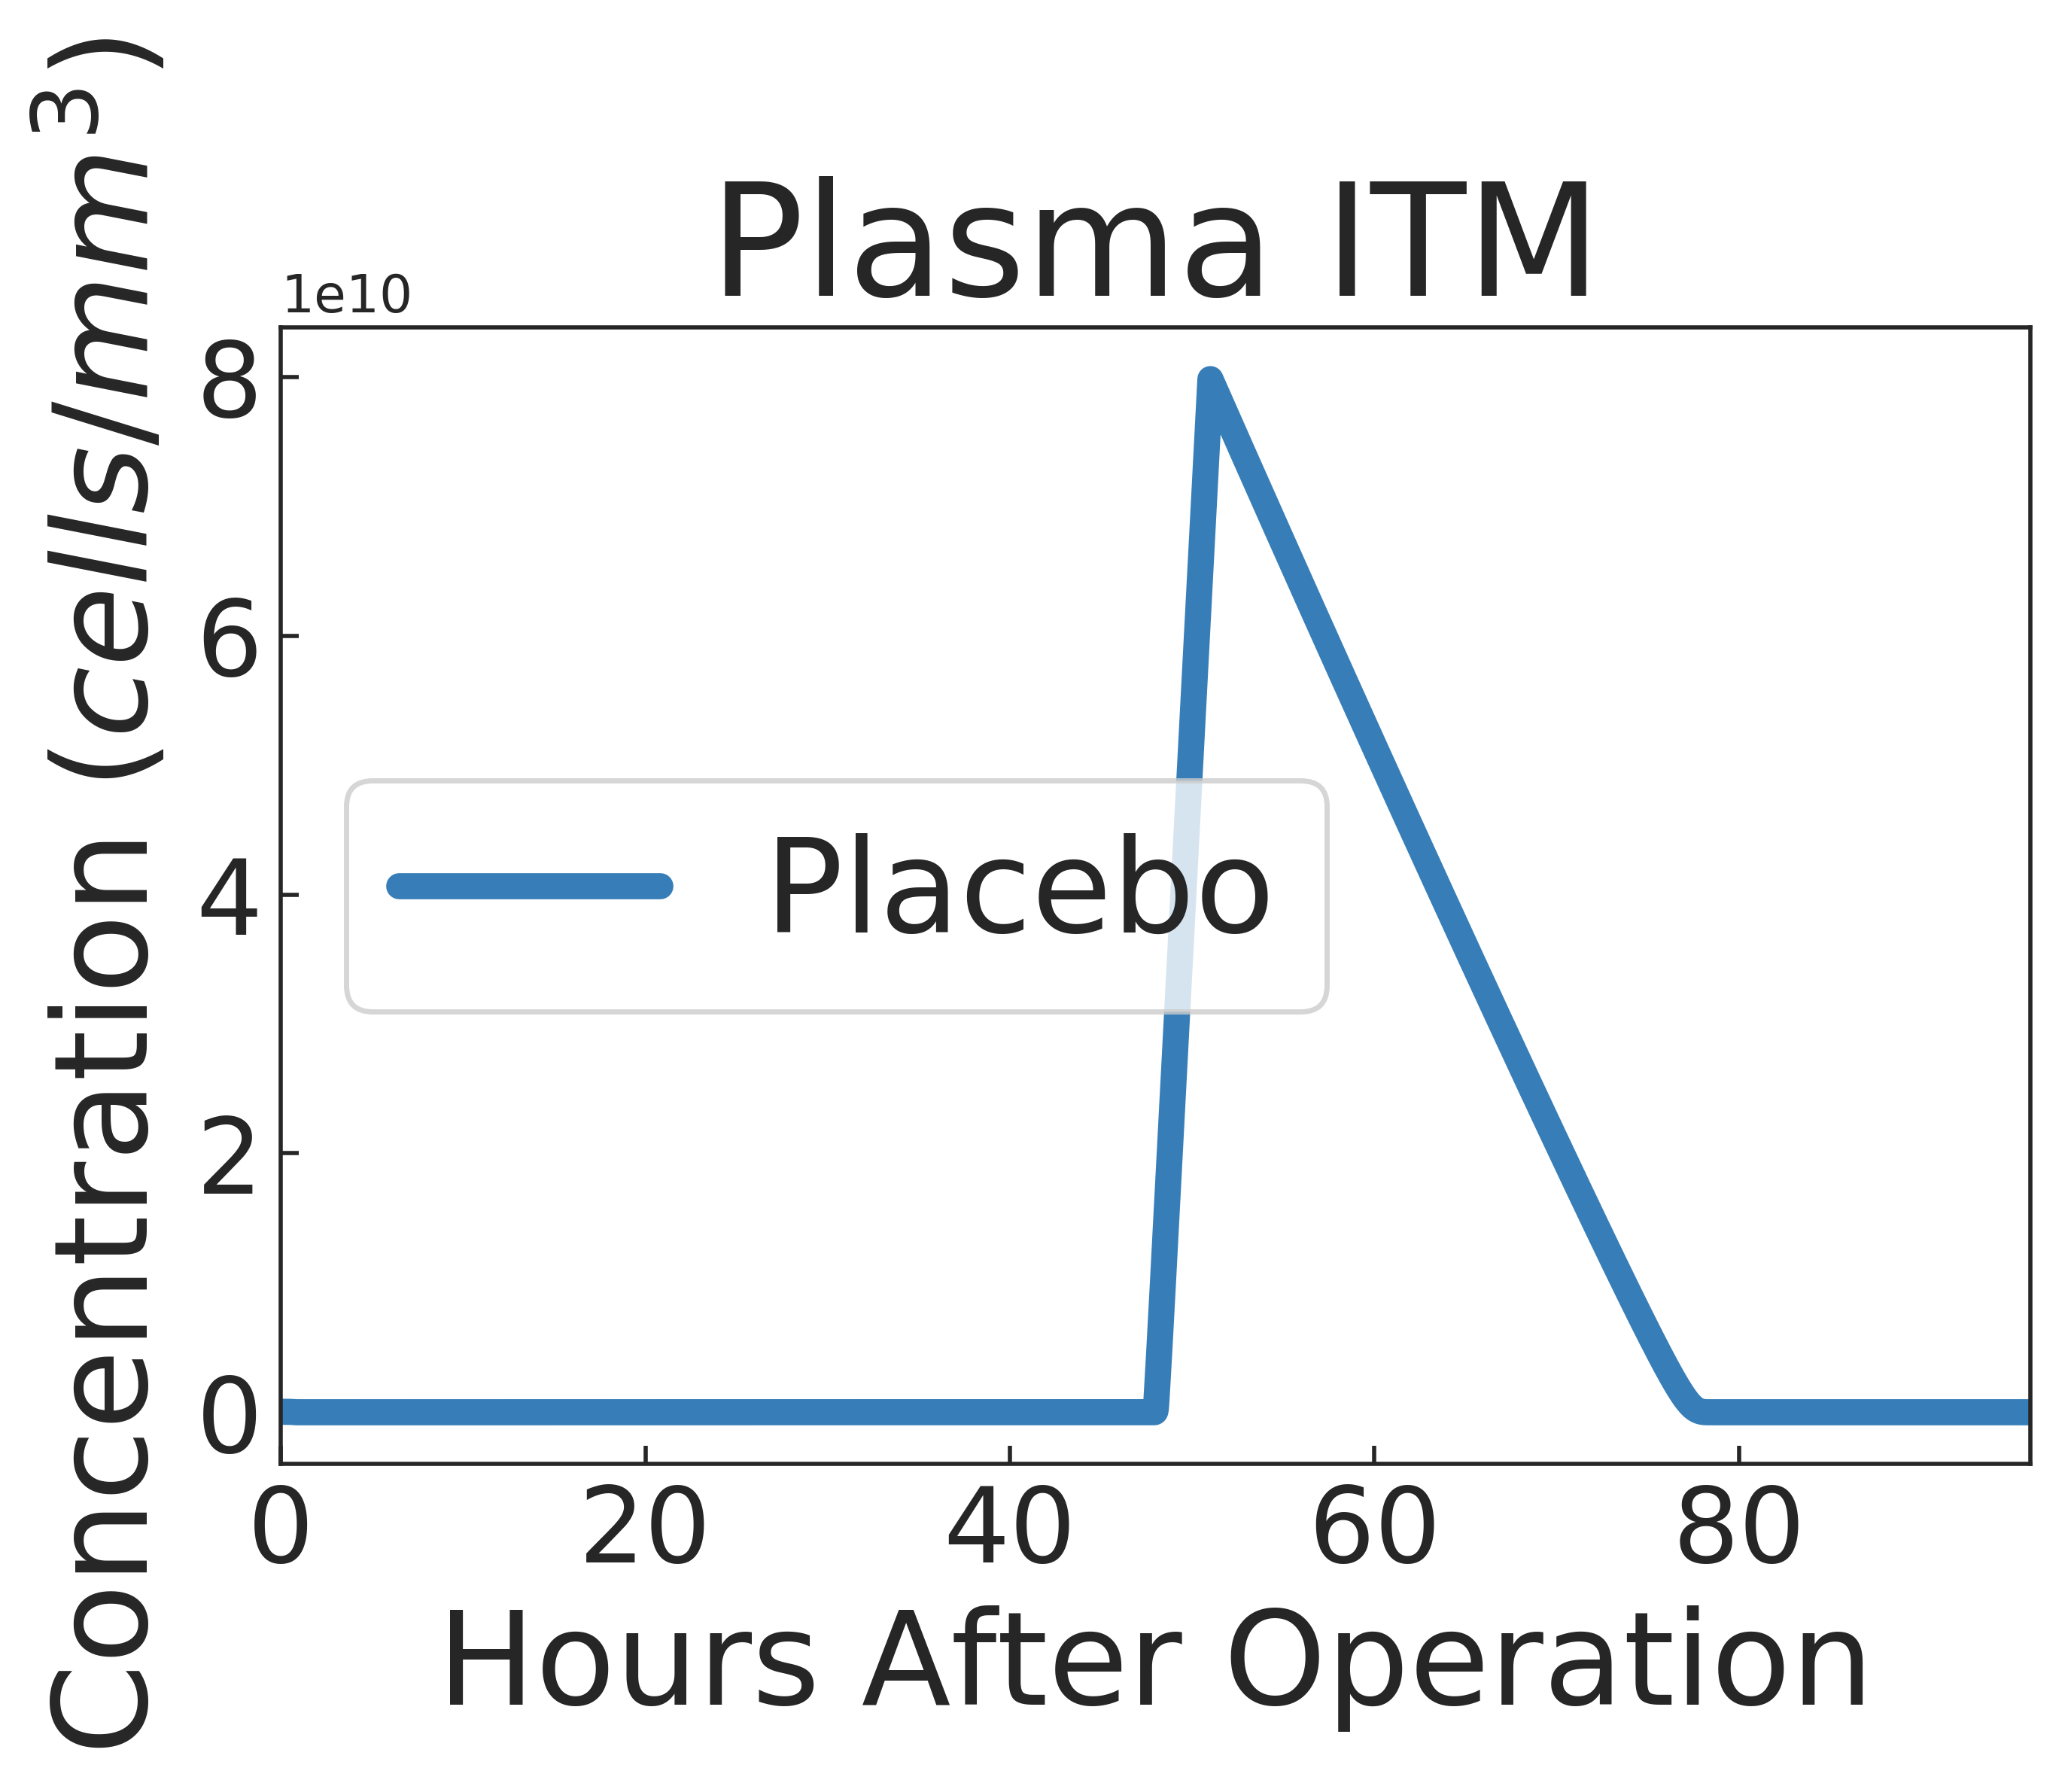 Plasma ITM
1e10
Concentration (cells/mm³)
8
6
4
2
0
Placebo
0 20 40 60 80
Hours After Operation